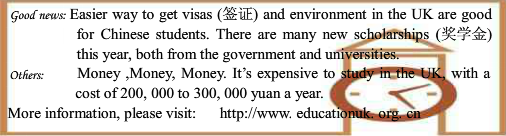 Good news: Easier way to get visas (签证) and environment in the UK are good
for Chinese students. There are many new scholarships (奖学金)
this year, both from the government and universities.
Others: Money ,Money, Money. It's expensive to study in the UK, with a
cost of 200, 000 to 300, 000 yuan a year.
More information, please visit: http://www. educationuk. org. cn